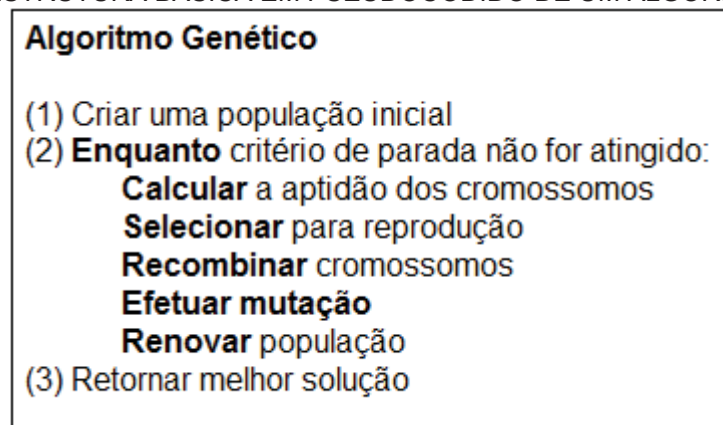 Algoritmo Genético
(1) Criar uma população inicial
(2) Enquanto critério de parada não for atingido:
Calcular a aptidão dos cromossomos
Selecionar para reprodução
Recombinar cromossomos
Efetuar mutação
Renovar população
(3) Retornar melhor solução